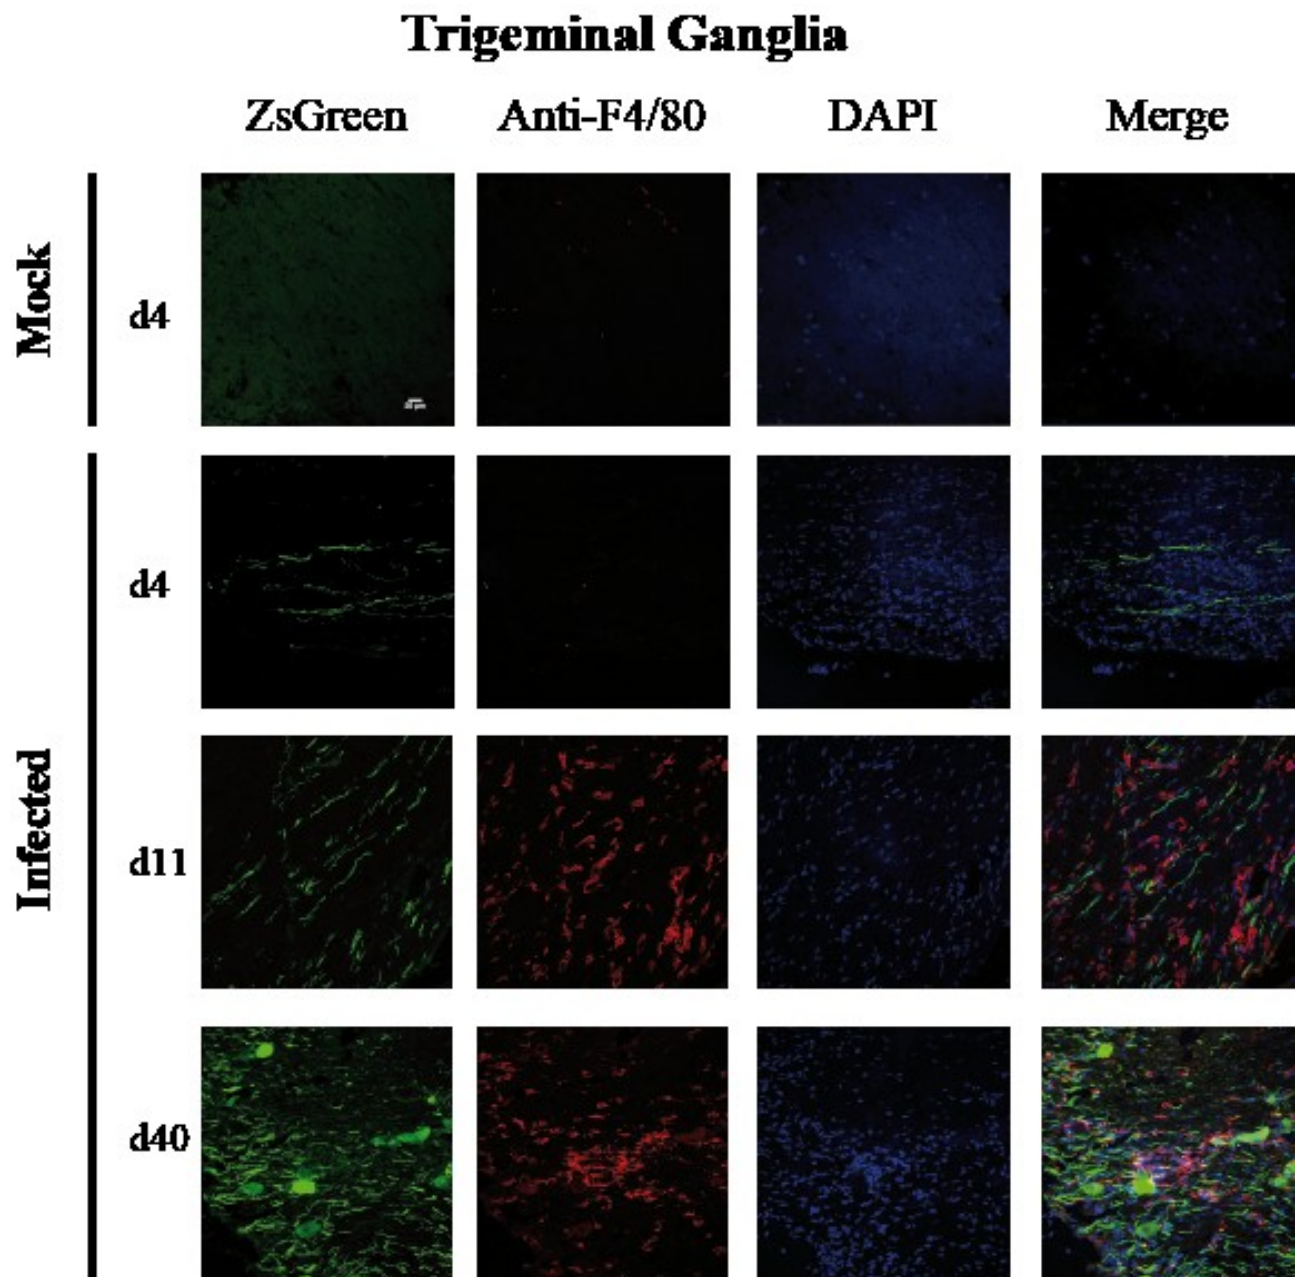 Trigeminal Ganglia
ZsGreen Anti-F4/80 DAPI Merge
Mock
d4
Infected
d4
d11
d40